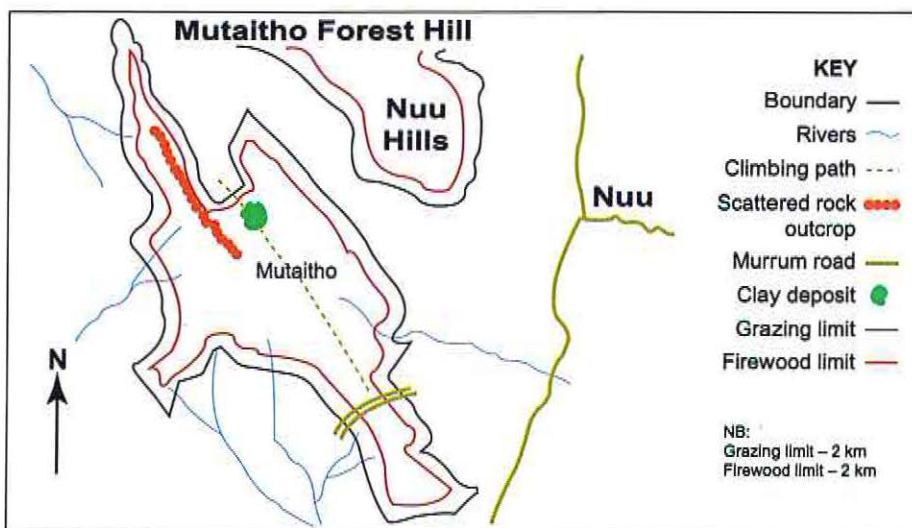 Mutaitho Forest Hill
Nuu
Hills
Nuu
Mutaitho
N
KEY
Boundary
Rivers
Climbing path
Scattered rock
outcrop
Murrum road
Clay deposit
Grazing limit
Firewood limit
NB:
Grazing limit – 2 km
Firewood limit – 2 km